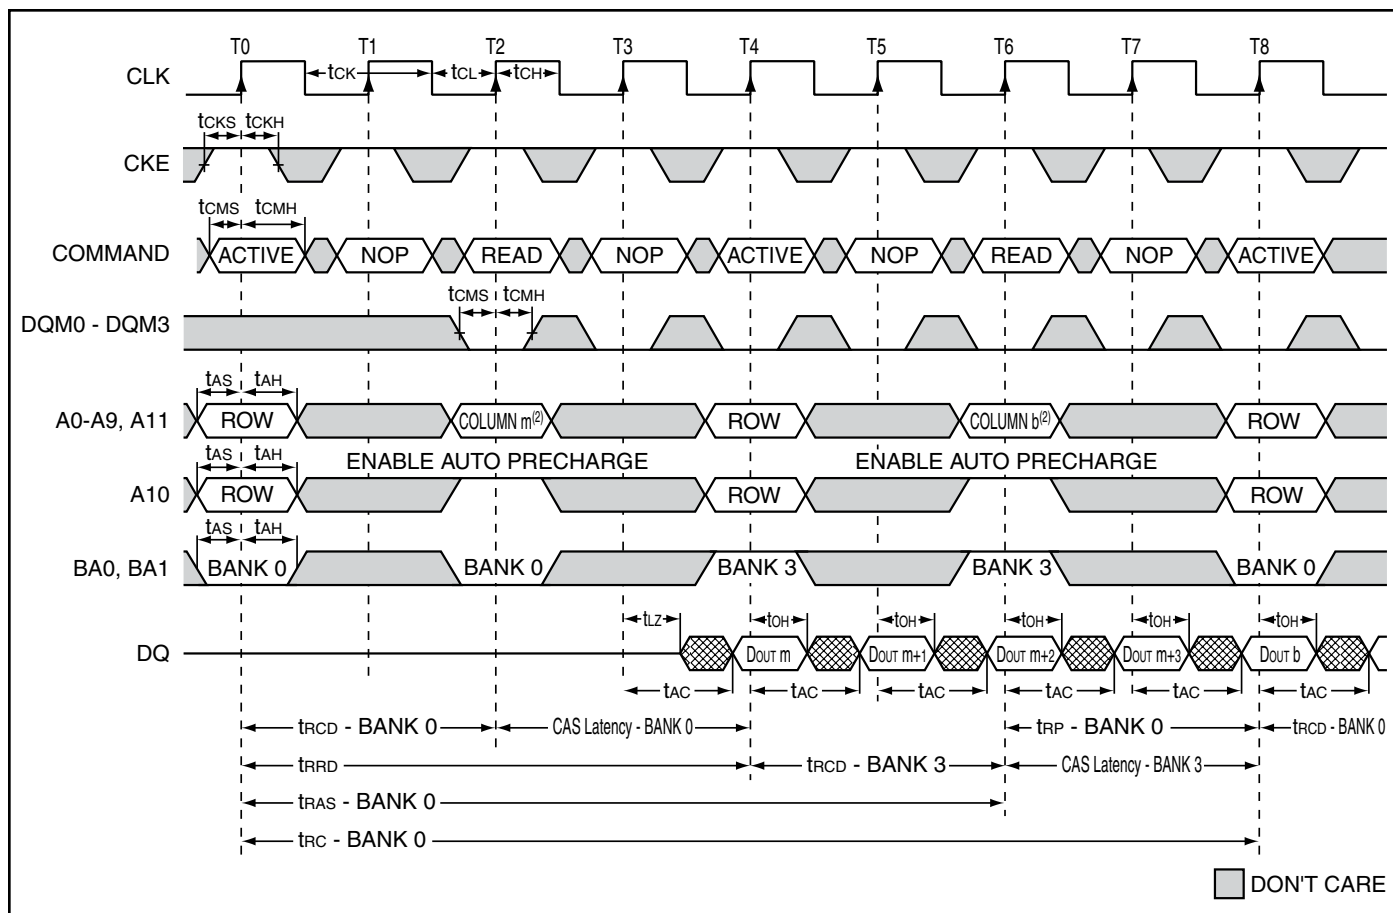 T0 T1 T2 T3 T4 T5 T6 T7 T8
CLK tCK tCL tCH
tCKS tCKH
CKE
tCMS tCMH
COMMAND ACTIVE NOP READ NOP ACTIVE NOP READ NOP ACTIVE
tCMS tCMH
DQM0 - DQM3
tAS tAH
A0-A9, A11 ROW COLUMN m(2) ROW COLUMN b(2) ROW
tAS tAH ENABLE AUTO PRECHARGE ENABLE AUTO PRECHARGE
A10 ROW ROW ROW
tAS tAH
BA0, BA1 BANK 0 BANK 0 BANK 3 BANK 3 BANK 0
tLZ tOH tOH tOH tOH tOH
DQ DOUT m DOUT m+1 DOUT m+2 DOUT m+3 DOUT b
tAC tAC tAC tAC tAC tAC
tRCD - BANK 0 CAS Latency - BANK 0 tRP - BANK 0 tRCD - BANK 0
tRRD tRCD - BANK 3 CAS Latency - BANK 3
tRAS - BANK 0
tRC - BANK 0
DON'T CARE